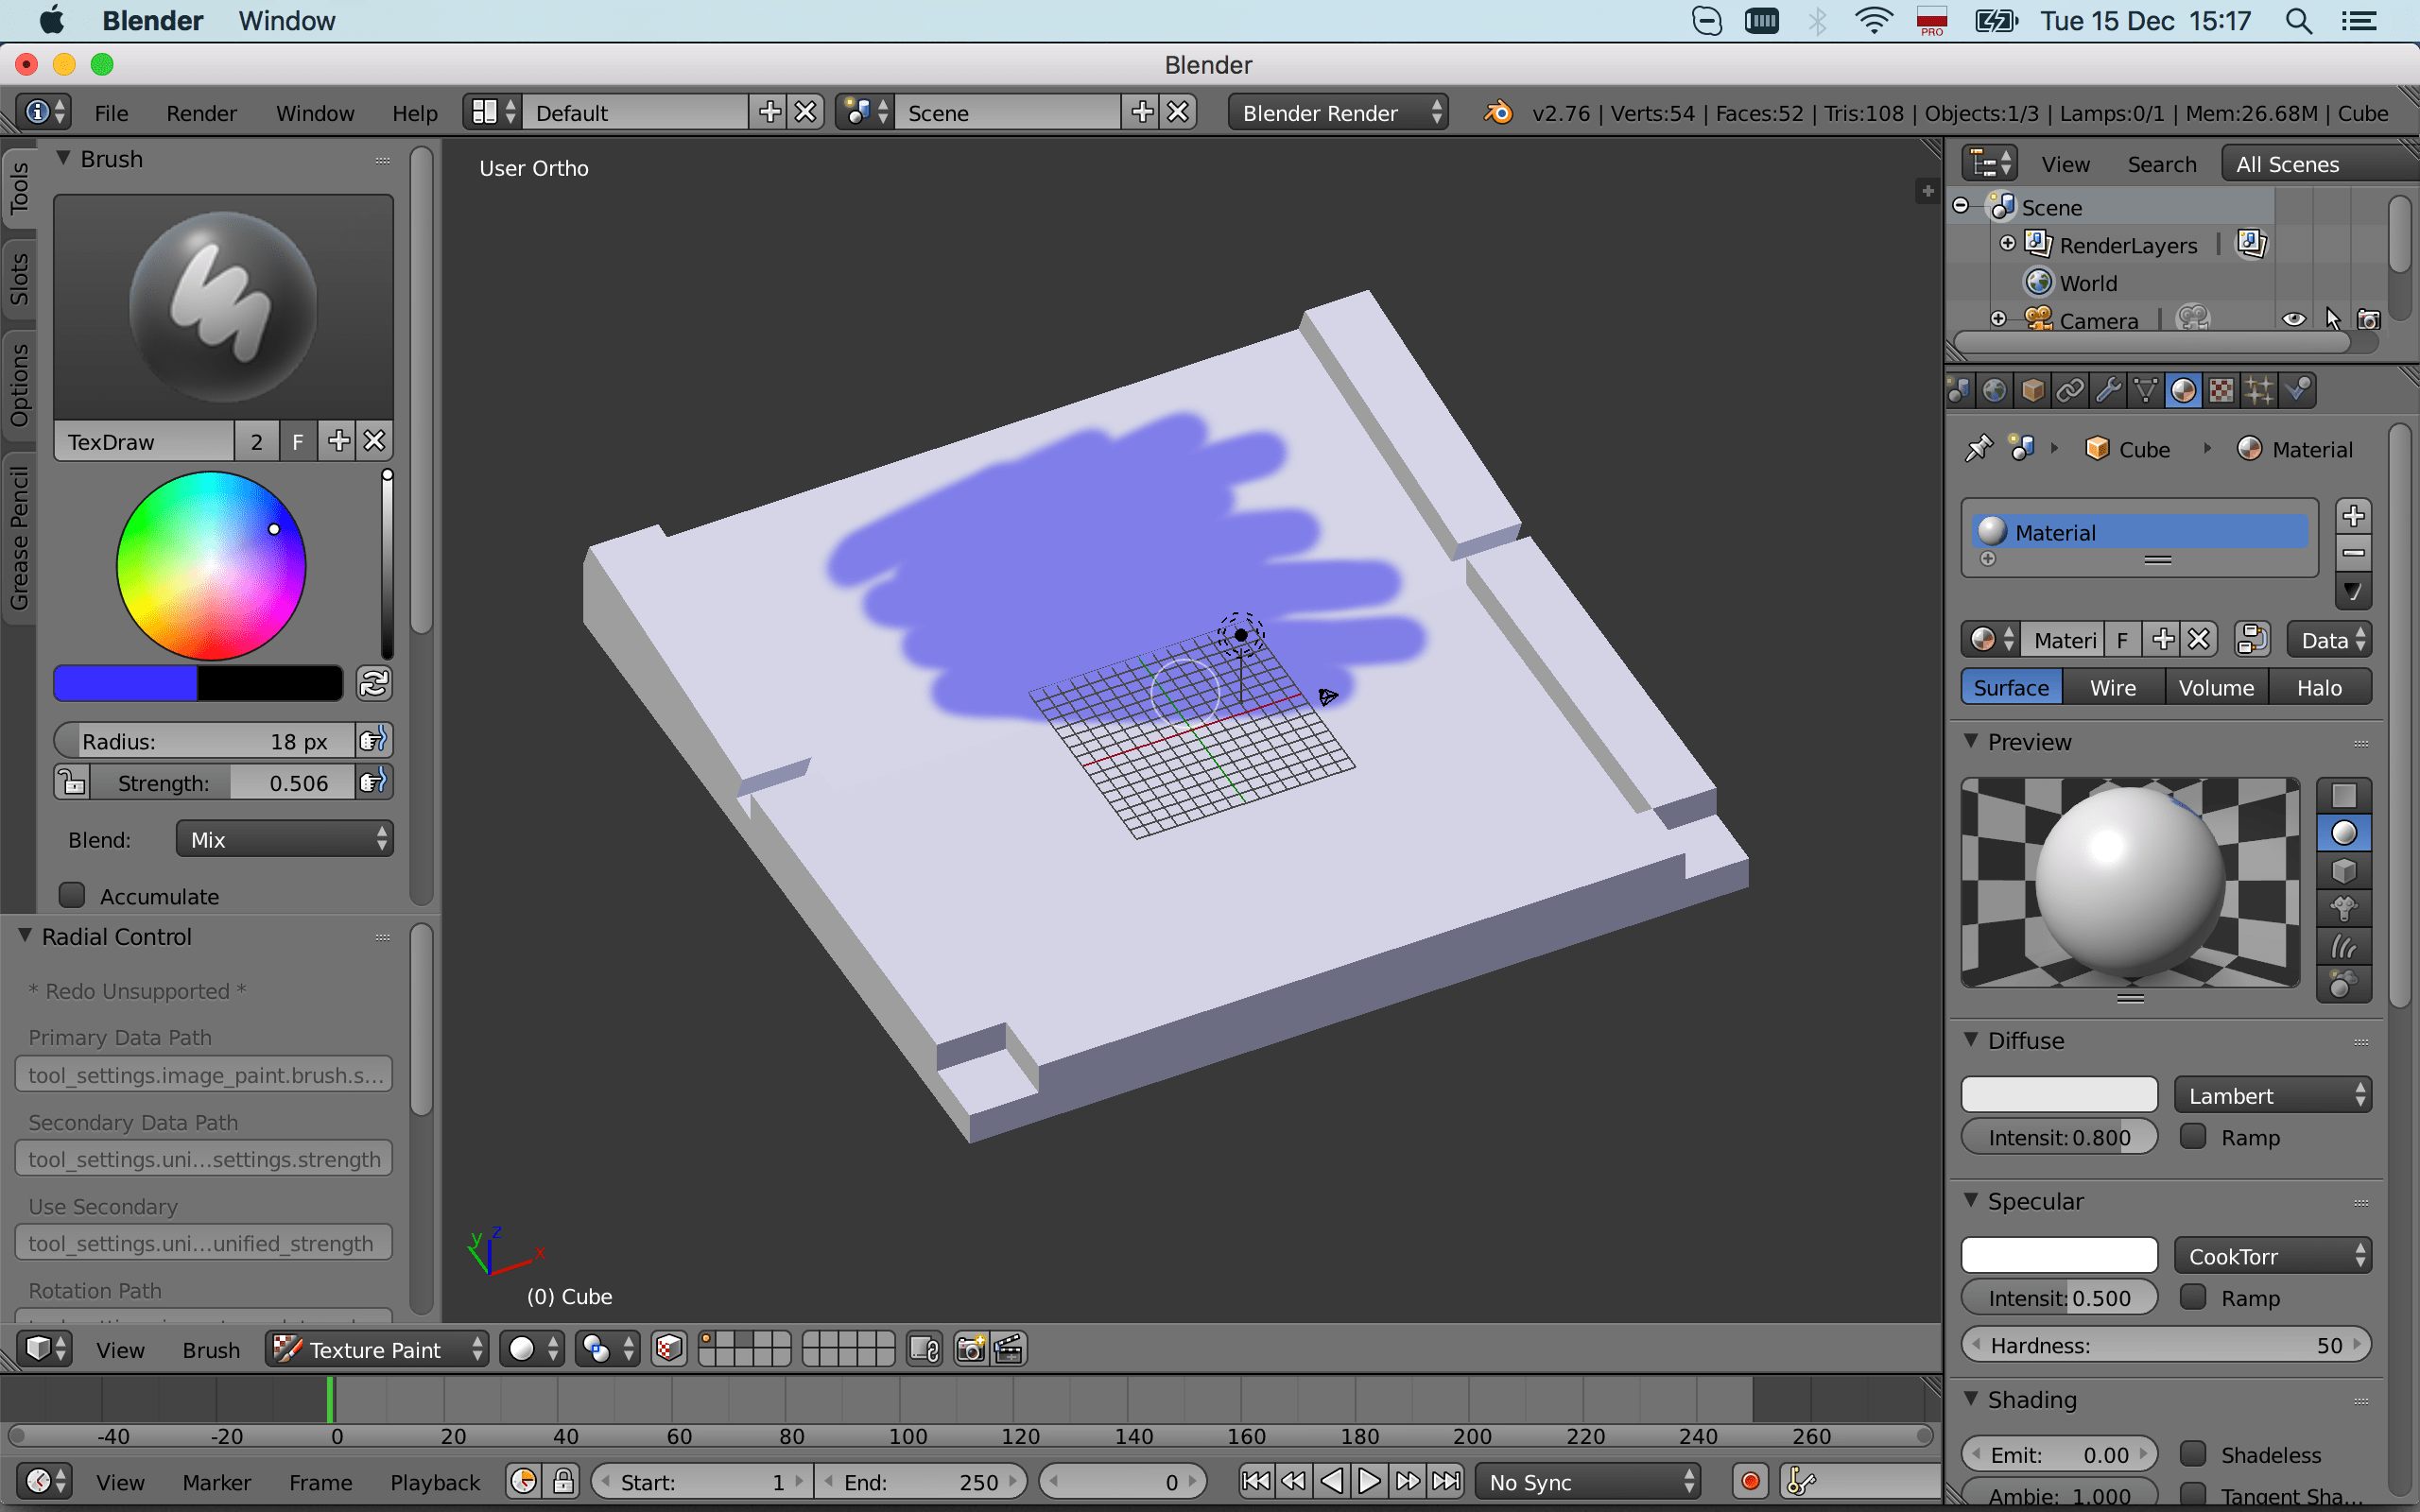 Blender Window PRO Tue 15 Dec 15:17
Blender
File Render Window Help Default Scene Blender Render v2.76 | Verts:54 | Faces:52 | Tris:108 | Objects:1/3 | Lamps:0/1 | Mem:26.68M | Cube
Tools
Slots
Options
Grease Pencil
Brush
TexDraw 2 F
Radius: 18 px
Strength: 0.506
Blend: Mix
Accumulate
Radial Control
* Redo Unsupported *
Primary Data Path
tool_settings.image_paint.brush.s...
Secondary Data Path
tool_settings.uni...settings.strength
Use Secondary
tool_settings.uni...unified_strength
Rotation Path
User Ortho
y z x
(0) Cube
View Brush Texture Paint
-40 -20 0 20 40 60 80 100 120 140 160 180 200 220 240 260
View Marker Frame Playback Start: 1 End: 250 0 No Sync
View Search All Scenes
Scene
RenderLayers
World
Camera
Cube Material
Material
Materi F Data
Surface Wire Volume Halo
Preview
Diffuse
Lambert
Intensit: 0.800 Ramp
Specular
CookTorr
Intensit: 0.500 Ramp
Hardness: 50
Shading
Emit: 0.00 Shadeless
Ambie: 1.000 Tangent Sha...